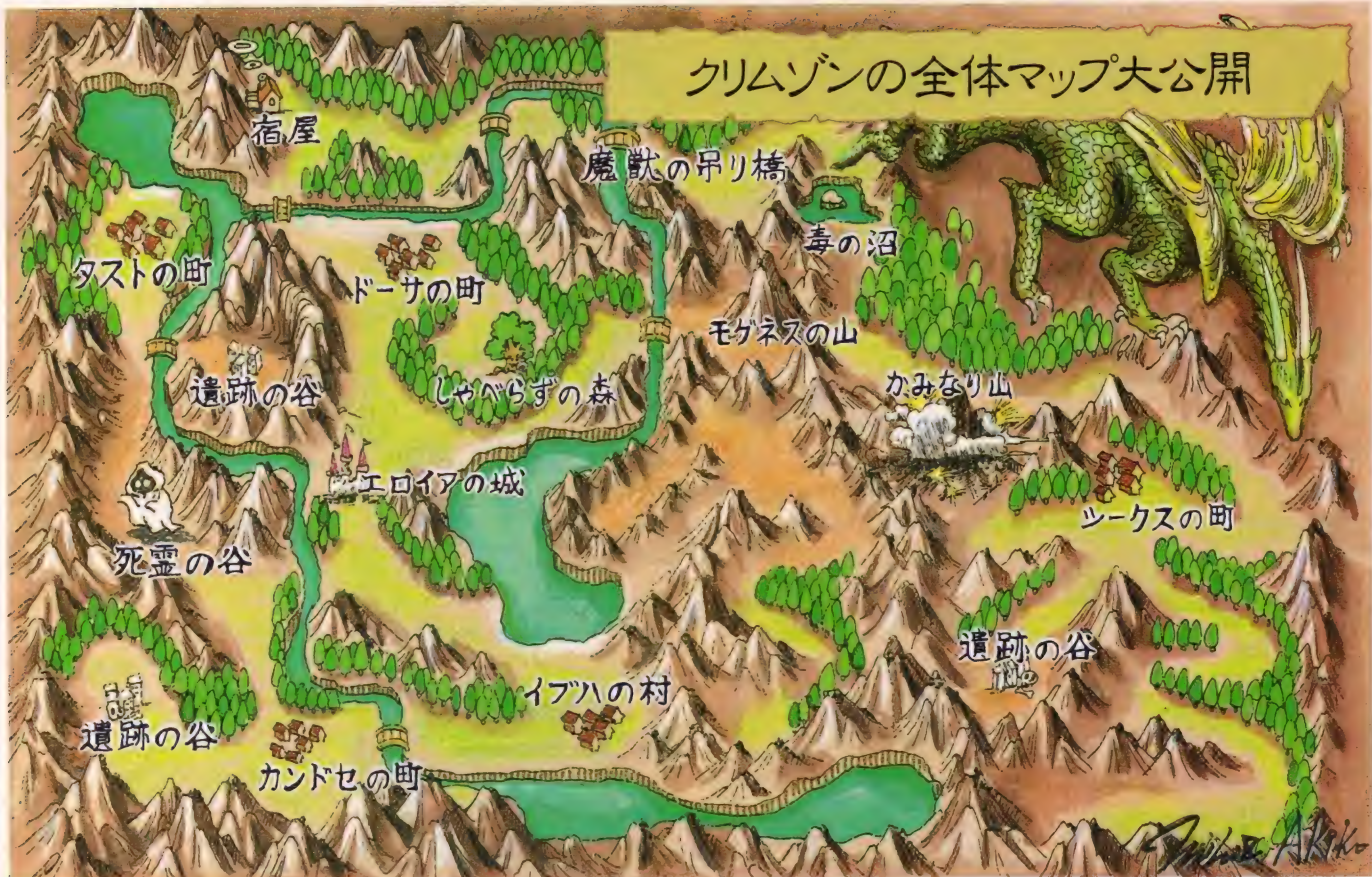 クリムゾンの全体マップ大公開
宿屋
魔獣の吊り橋
毒の沼
タストの町
ドーサの町
モグネスの山
遺跡の谷
しゃべらずの森
かみなり山
エロイアの城
シークスの町
死霊の谷
遺跡の谷
イブハの村
遺跡の谷
カンドセの町
Akiko